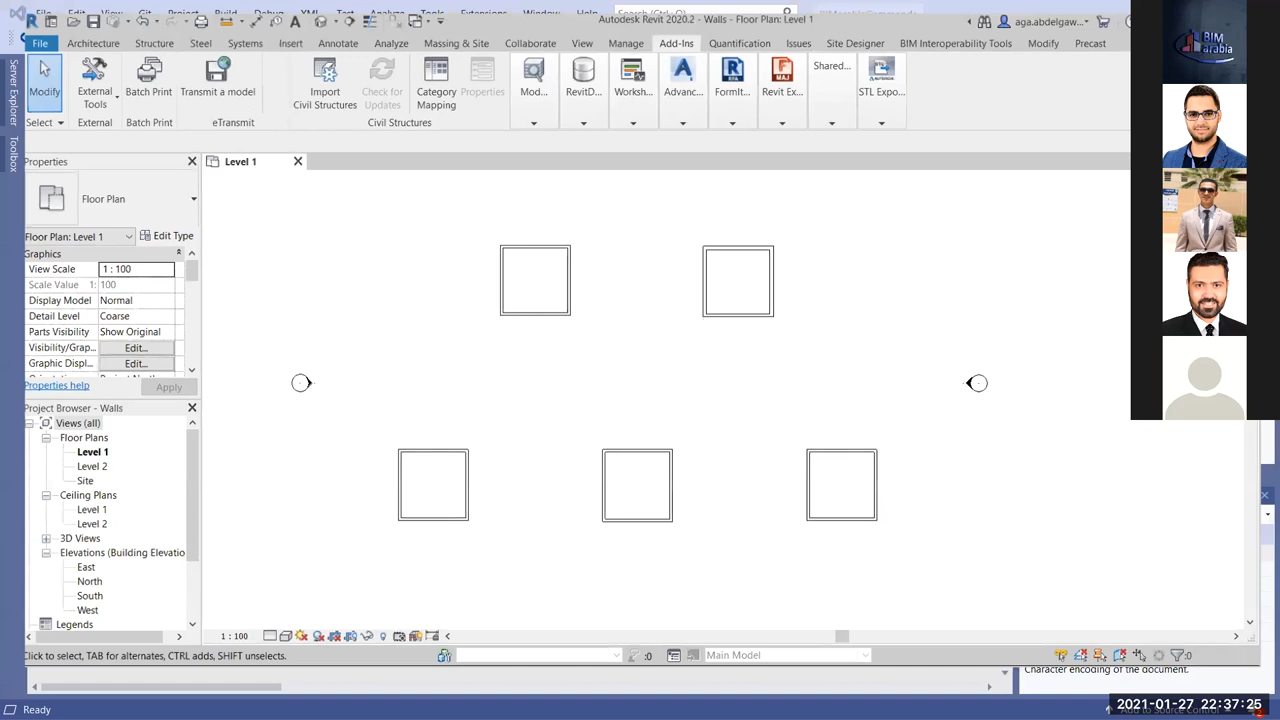 Autodesk Revit 2020.2 - Walls - Floor Plan: Level 1
aga.abdelgaw...
File Architecture Structure Steel Systems Insert Annotate Analyze Massing & Site Collaborate View Manage Add-Ins Quantification Issues Site Designer BIM Interoperability Tools Modify Precast
Modify
External
Tools
Batch Print
Transmit a model
Import
Civil Structures
Check for
Updates
Category
Mapping
Properties
Mod...
RevitD...
Worksh...
Advanc...
FormIt...
Revit Ex...
Shared...
STL Expo...
Select External Batch Print eTransmit Civil Structures
BIM
arabia
Server Explorer
Toolbox
Properties
Level 1
Floor Plan
Floor Plan: Level 1
Edit Type
Graphics
View Scale 1 : 100
Scale Value 1: 100
Display Model Normal
Detail Level Coarse
Parts Visibility Show Original
Visibility/Grap... Edit...
Graphic Displ... Edit...
Properties help Apply
Project Browser - Walls
Views (all)
Floor Plans
Level 1
Level 2
Site
Ceiling Plans
Level 1
Level 2
3D Views
Elevations (Building Elevatio
East
North
South
West
Legends
1 : 100
Click to select, TAB for alternates, CTRL adds, SHIFT unselects.
:0
Main Model
:0
Character encoding of the document.
Ready
2021-01-27 22:37:25